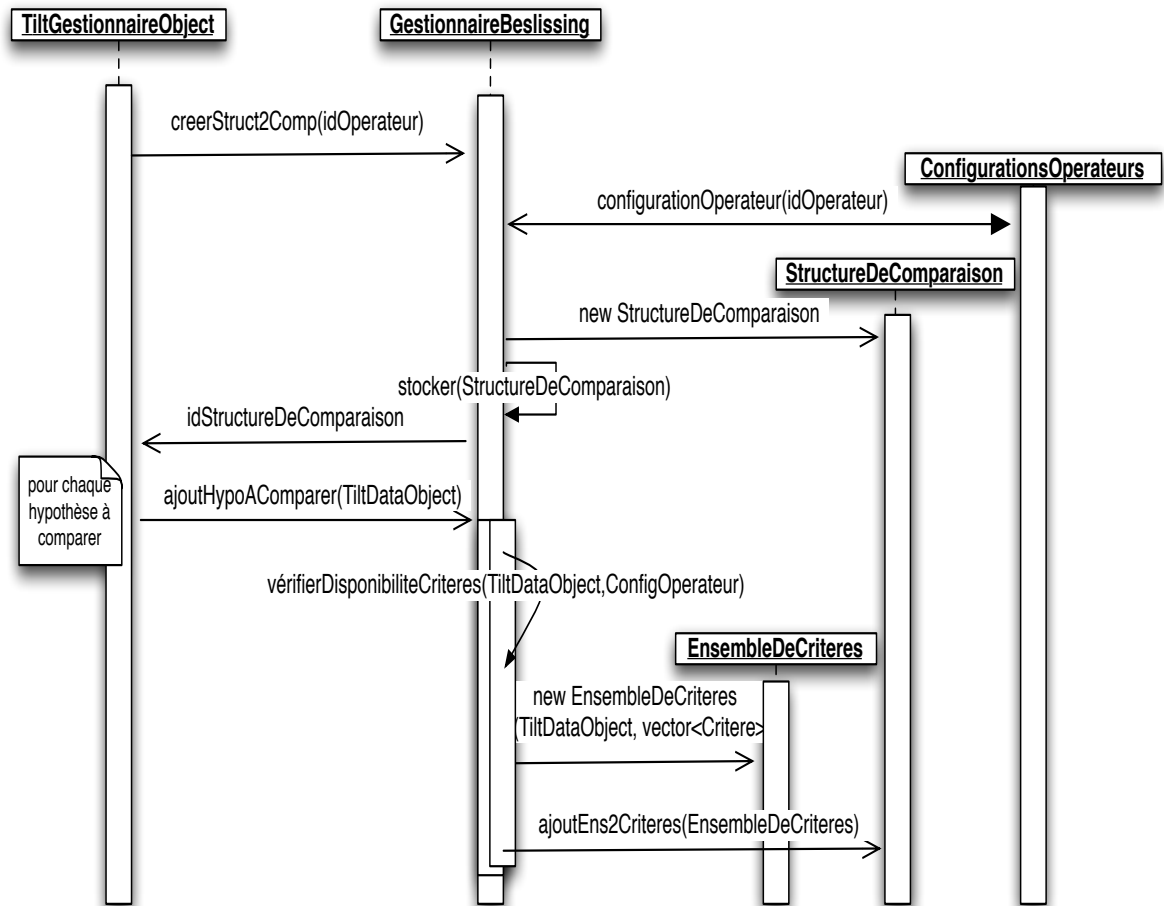 TiltGestionnaireObject
GestionnaireBeslissing
creerStruct2Comp(idOperateur)
ConfigurationsOperateurs
configurationOperateur(idOperateur)
StructureDeComparaison
new StructureDeComparaison
stocker(StructureDeComparaison)
idStructureDeComparaison
pour chaque
hypothèse à
comparer
ajoutHypoAComparer(TiltDataObject)
vérifierDisponibiliteCriteres(TiltDataObject,ConfigOperateur)
EnsembleDeCriteres
new EnsembleDeCriteres
(TiltDataObject, vector<Critere>
ajoutEns2Criteres(EnsembleDeCriteres)